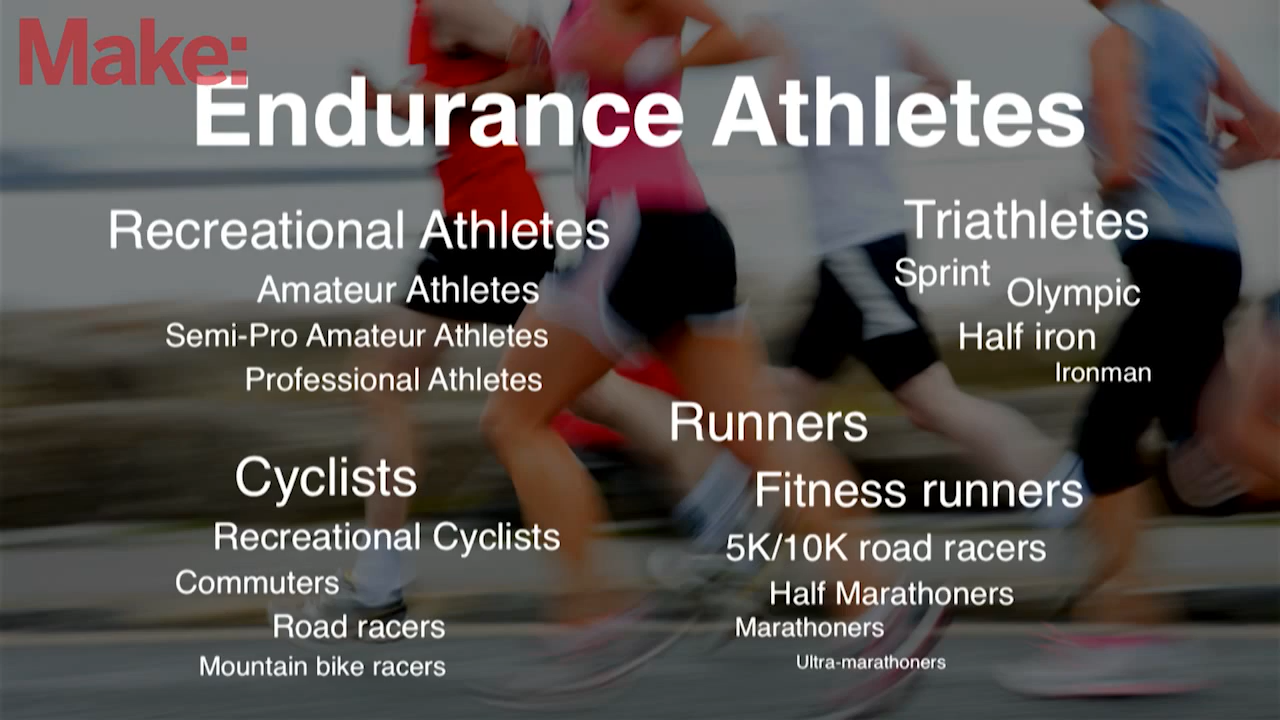 Make:
Endurance Athletes
Recreational Athletes
Amateur Athletes
Semi-Pro Amateur Athletes
Professional Athletes
Triathletes
Sprint
Olympic
Half iron
Ironman
Cyclists
Recreational Cyclists
Commuters
Road racers
Mountain bike racers
Runners
Fitness runners
5K/10K road racers
Half Marathoners
Marathoners
Ultra-marathoners